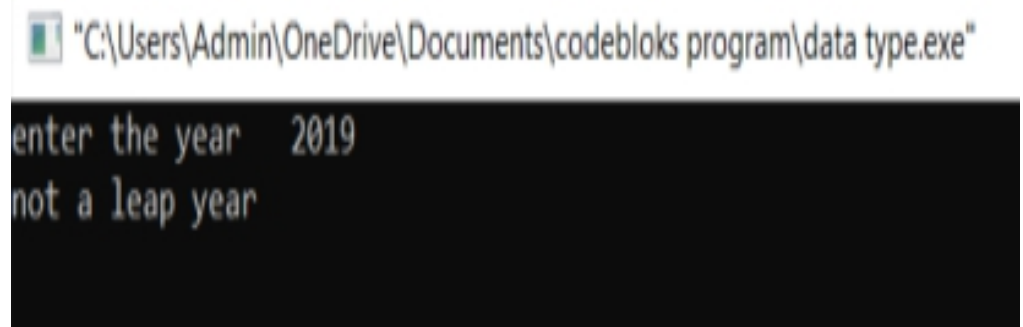 "C:\Users\Admin\OneDrive\Documents\codebloks program\data type.exe"
enter the year   2019
not a leap year